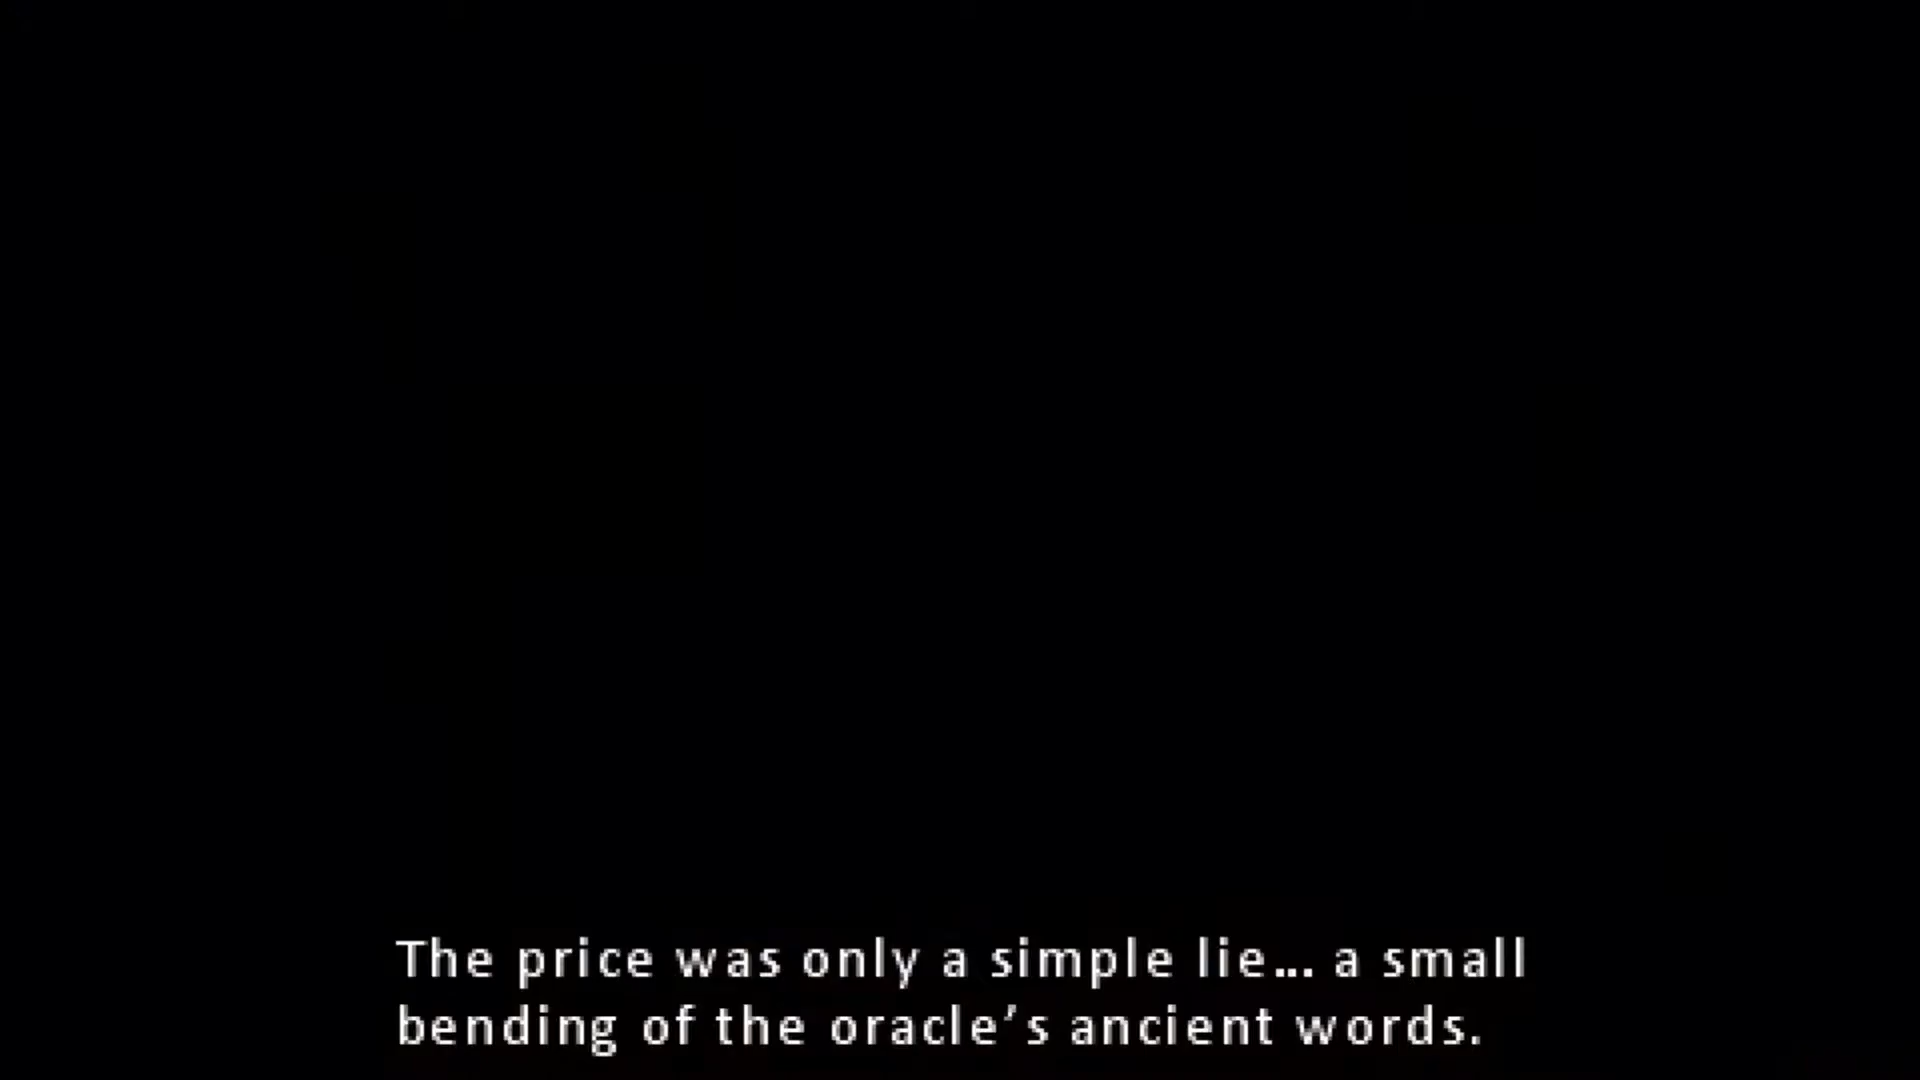 The price was only a simple lie... a small
bending of the oracle's ancient words.